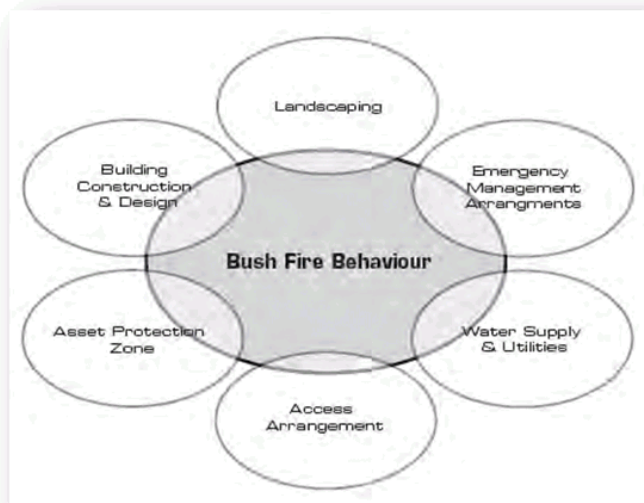 Landscaping
Building
Construction
& Design
Emergency
Management
Arrangments
Bush Fire Behaviour
Asset Protection
Zone
Water Supply
& Utilities
Access
Arrangement